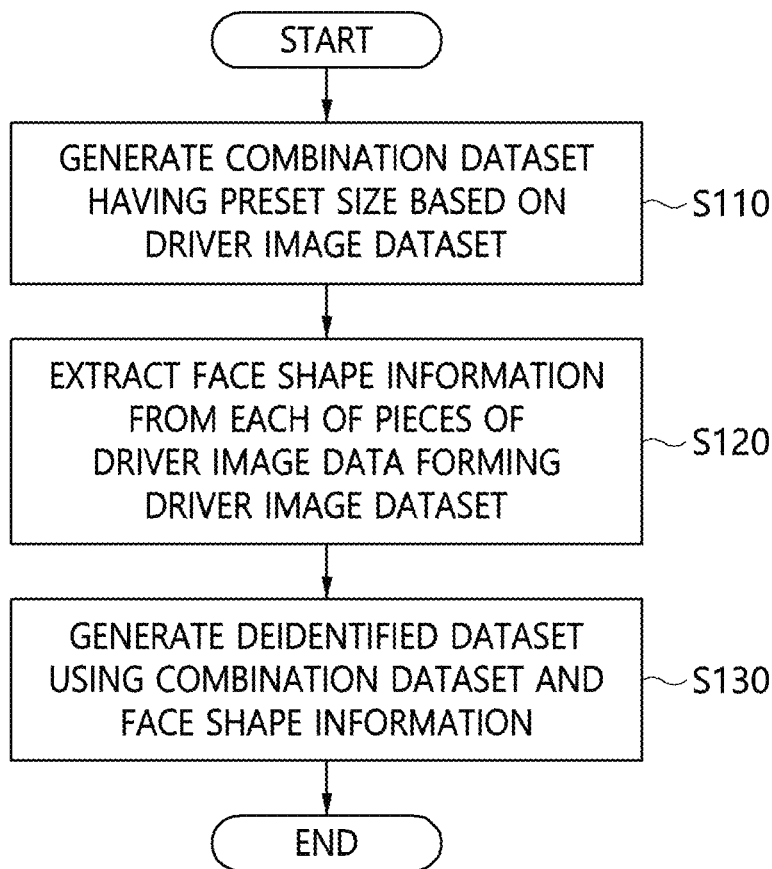 START
GENERATE COMBINATION DATASET
HAVING PRESET SIZE BASED ON
DRIVER IMAGE DATASET
S110
EXTRACT FACE SHAPE INFORMATION
FROM EACH OF PIECES OF
DRIVER IMAGE DATA FORMING
DRIVER IMAGE DATASET
S120
GENERATE DEIDENTIFIED DATASET
USING COMBINATION DATASET AND
FACE SHAPE INFORMATION
S130
END